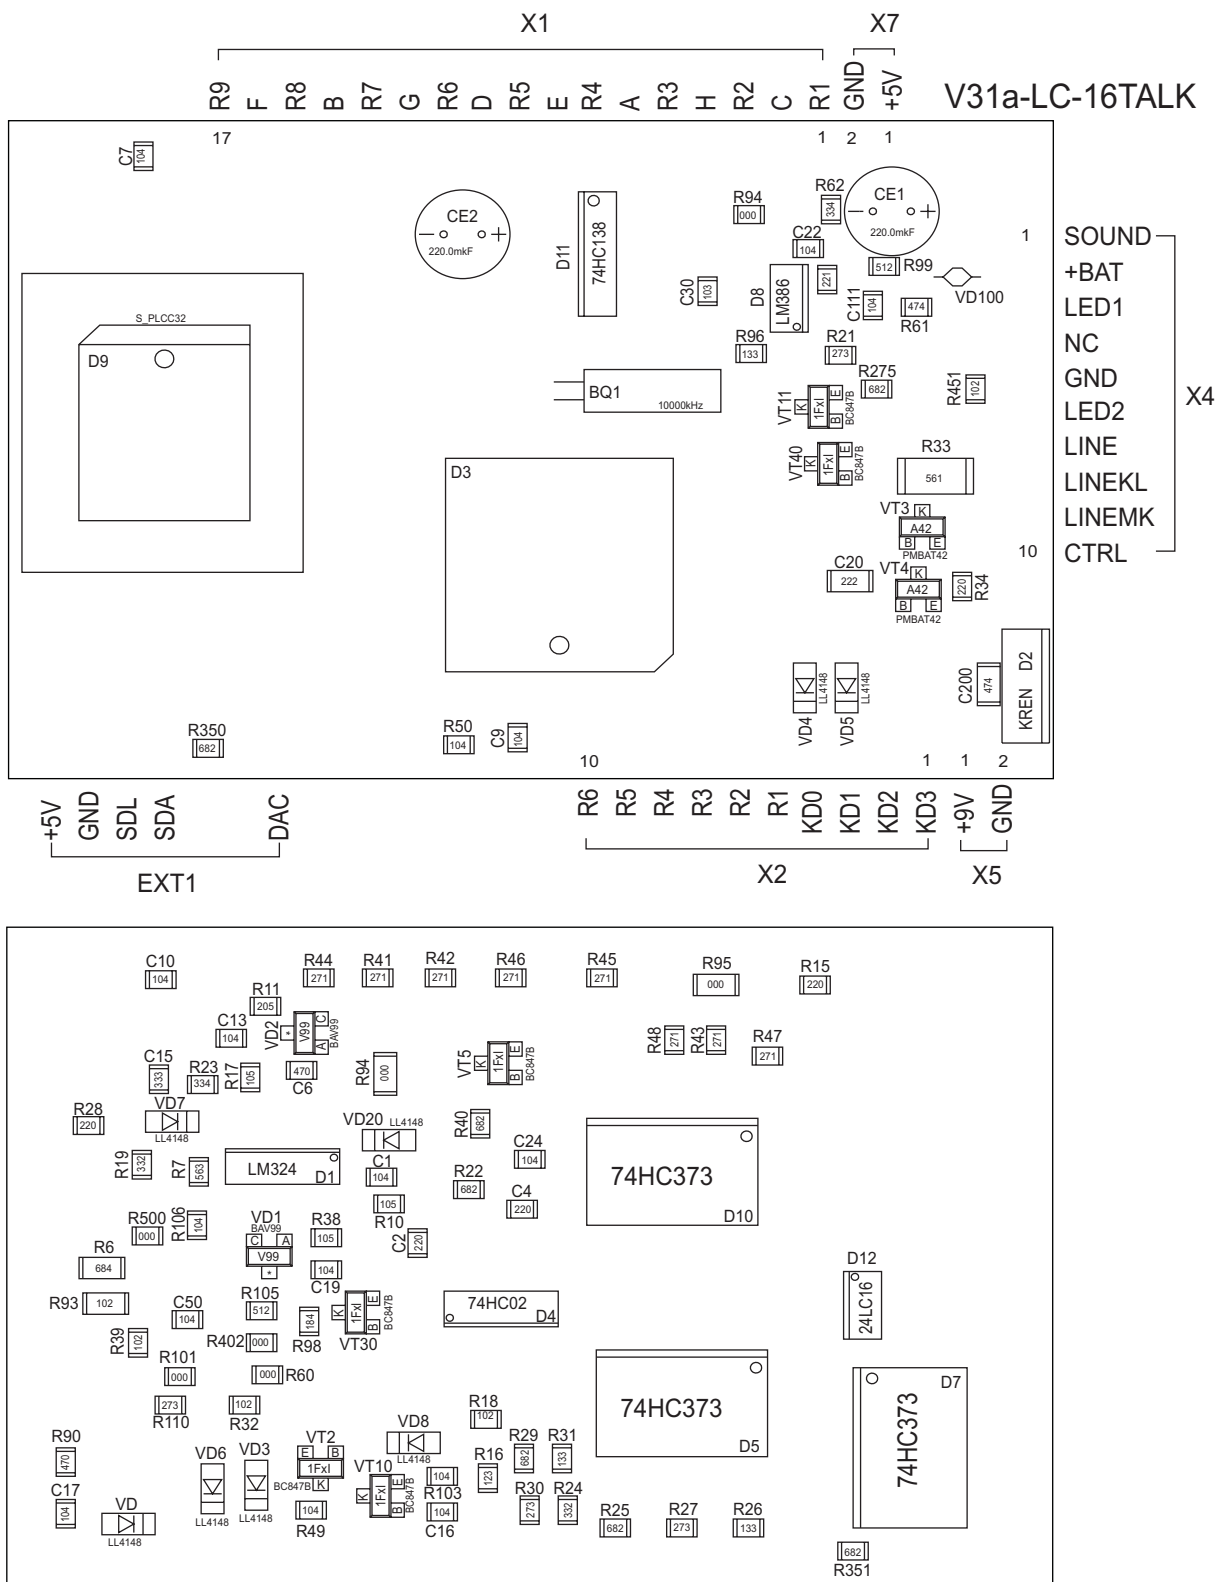 X1
X7
R9 F R8 B R7 G R6 D R5 E R4 A R3 H R2 C R1 GND +5V
V31a-LC-16TALK
17 1 2 1
C7
104
CE2
220.0mkF
D11
74HC138
R94
000
R62
334
CE1
220.0mkF
C22
104
1
SOUND
+BAT
LED1
NC
GND
LED2
LINE
LINEKL
LINEMK
10
CTRL
X4
512
R99
221
C30
103
D8
LM386
C111
104
474
R61
VD100
S_PLCC32
D9
R96
133
R21
273
R275
682
R451
102
BQ1
10000kHz
VT11
K 1FxI E B
BC847B
VT40
K 1FxI E B
BC847B
R33
561
D3
VT3
K
A42
B E
PMBAT42
C20
222
VT4
K
A42
B E
PMBAT42
220
R34
KREN D2
C200
474
VD4
LL4148
VD5
LL4148
R350
682
R50
104
C9
104
10 1 1 2
+5V GND SDL SDA DAC
EXT1
R6 R5 R4 R3 R2 R1 KD0 KD1 KD2 KD3 +9V GND
X2
X5
C10
104
R44
271
R41
271
R42
271
R46
271
R45
271
R95
000
R15
220
R11
205
C13
104
VD2
* V99 C A
BAV99
R48
271
R43
271
R47
271
C15
333
R23
334
R17
105
470
C6
R94
000
VT5
K 1FxI E B
BC847B
R28
220
VD7
LL4148
VD20
LL4148
R40
682
R19
332
R7
563
LM324
D1
C1
104
C24
104
R22
682
C4
220
74HC373
D10
105
R10
R500
000
R106
104
VD1
BAV99
C A
V99
*
R38
105
C2
220
R6
684
104
C19
R93
102
C50
104
R105
512
184
R98
K 1FxI E B
BC847B
VT30
74HC02
D4
D12
24LC16
R39
102
R402
000
R101
000
000
R60
273
R110
102
R32
R18
102
74HC373
D5
74HC373
D7
R90
470
VD6
LL4148
VD3
LL4148
VT2
E B
1FxI
K
BC847B
VD8
LL4148
VT10
K 1FxI E B
BC847B
104
R103
104
C16
R16
123
R29
682
R31
133
R30
273
R24
332
C17
104
VD
LL4148
104
R49
R25
682
R27
273
R26
133
682
R351